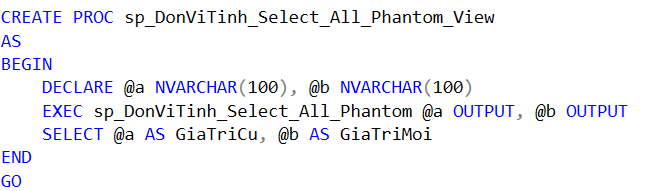 CREATE PROC sp_DonViTinh_Select_All_Phantom_View
AS
BEGIN
    DECLARE @a NVARCHAR(100), @b NVARCHAR(100)
    EXEC sp_DonViTinh_Select_All_Phantom @a OUTPUT, @b OUTPUT
    SELECT @a AS GiaTriCu, @b AS GiaTriMoi
END
GO